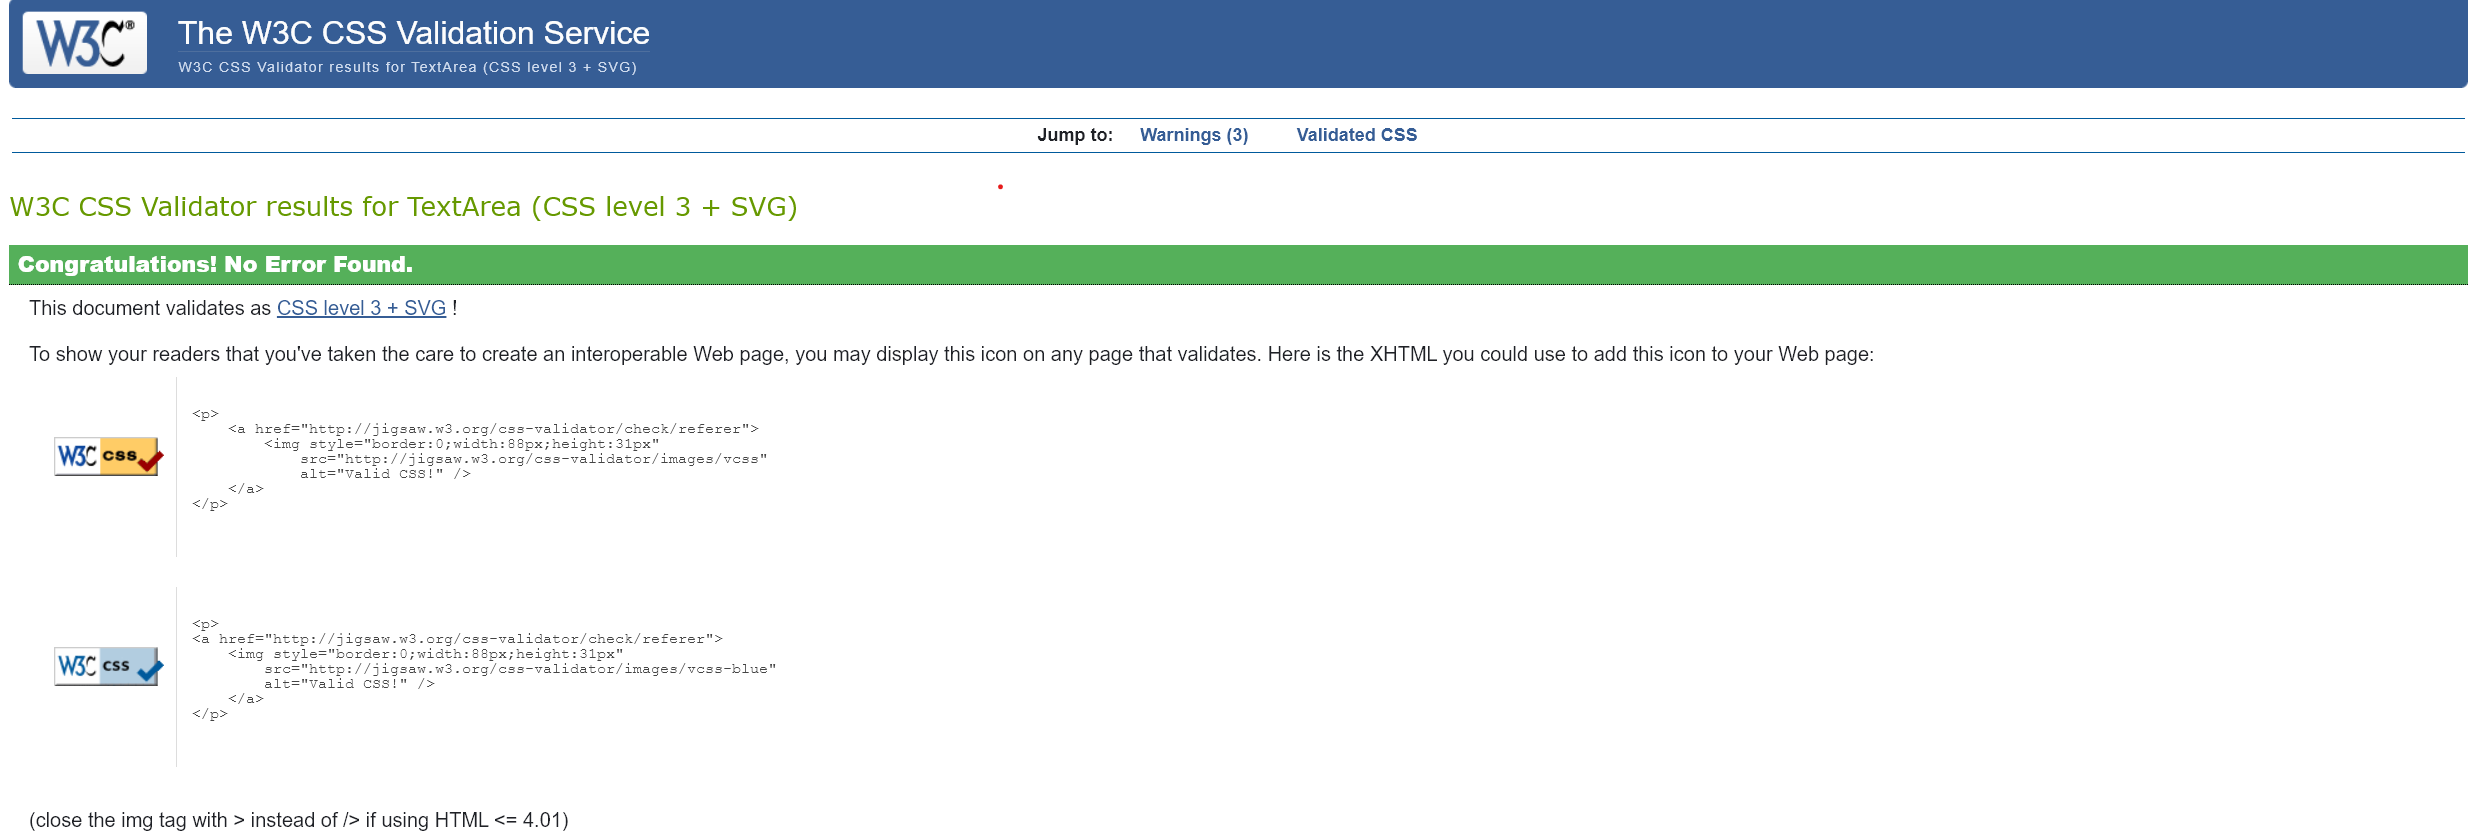 W3C®
The W3C CSS Validation Service
W3C CSS Validator results for TextArea (CSS level 3 + SVG)
Jump to: Warnings (3) Validated CSS
W3C CSS Validator results for TextArea (CSS level 3 + SVG)
Congratulations! No Error Found.
This document validates as CSS level 3 + SVG !
To show your readers that you've taken the care to create an interoperable Web page, you may display this icon on any page that validates. Here is the XHTML you could use to add this icon to your Web page:
W3C css
<p>
<a href="http://jigsaw.w3.org/css-validator/check/referer">
<img style="border:0;width:88px;height:31px"
src="http://jigsaw.w3.org/css-validator/images/vcss"
alt="Valid CSS!" />
</a>
</p>
W3C css
<p>
<a href="http://jigsaw.w3.org/css-validator/check/referer">
<img style="border:0;width:88px;height:31px"
src="http://jigsaw.w3.org/css-validator/images/vcss-blue"
alt="Valid CSS!" />
</a>
</p>
(close the img tag with > instead of /> if using HTML <= 4.01)